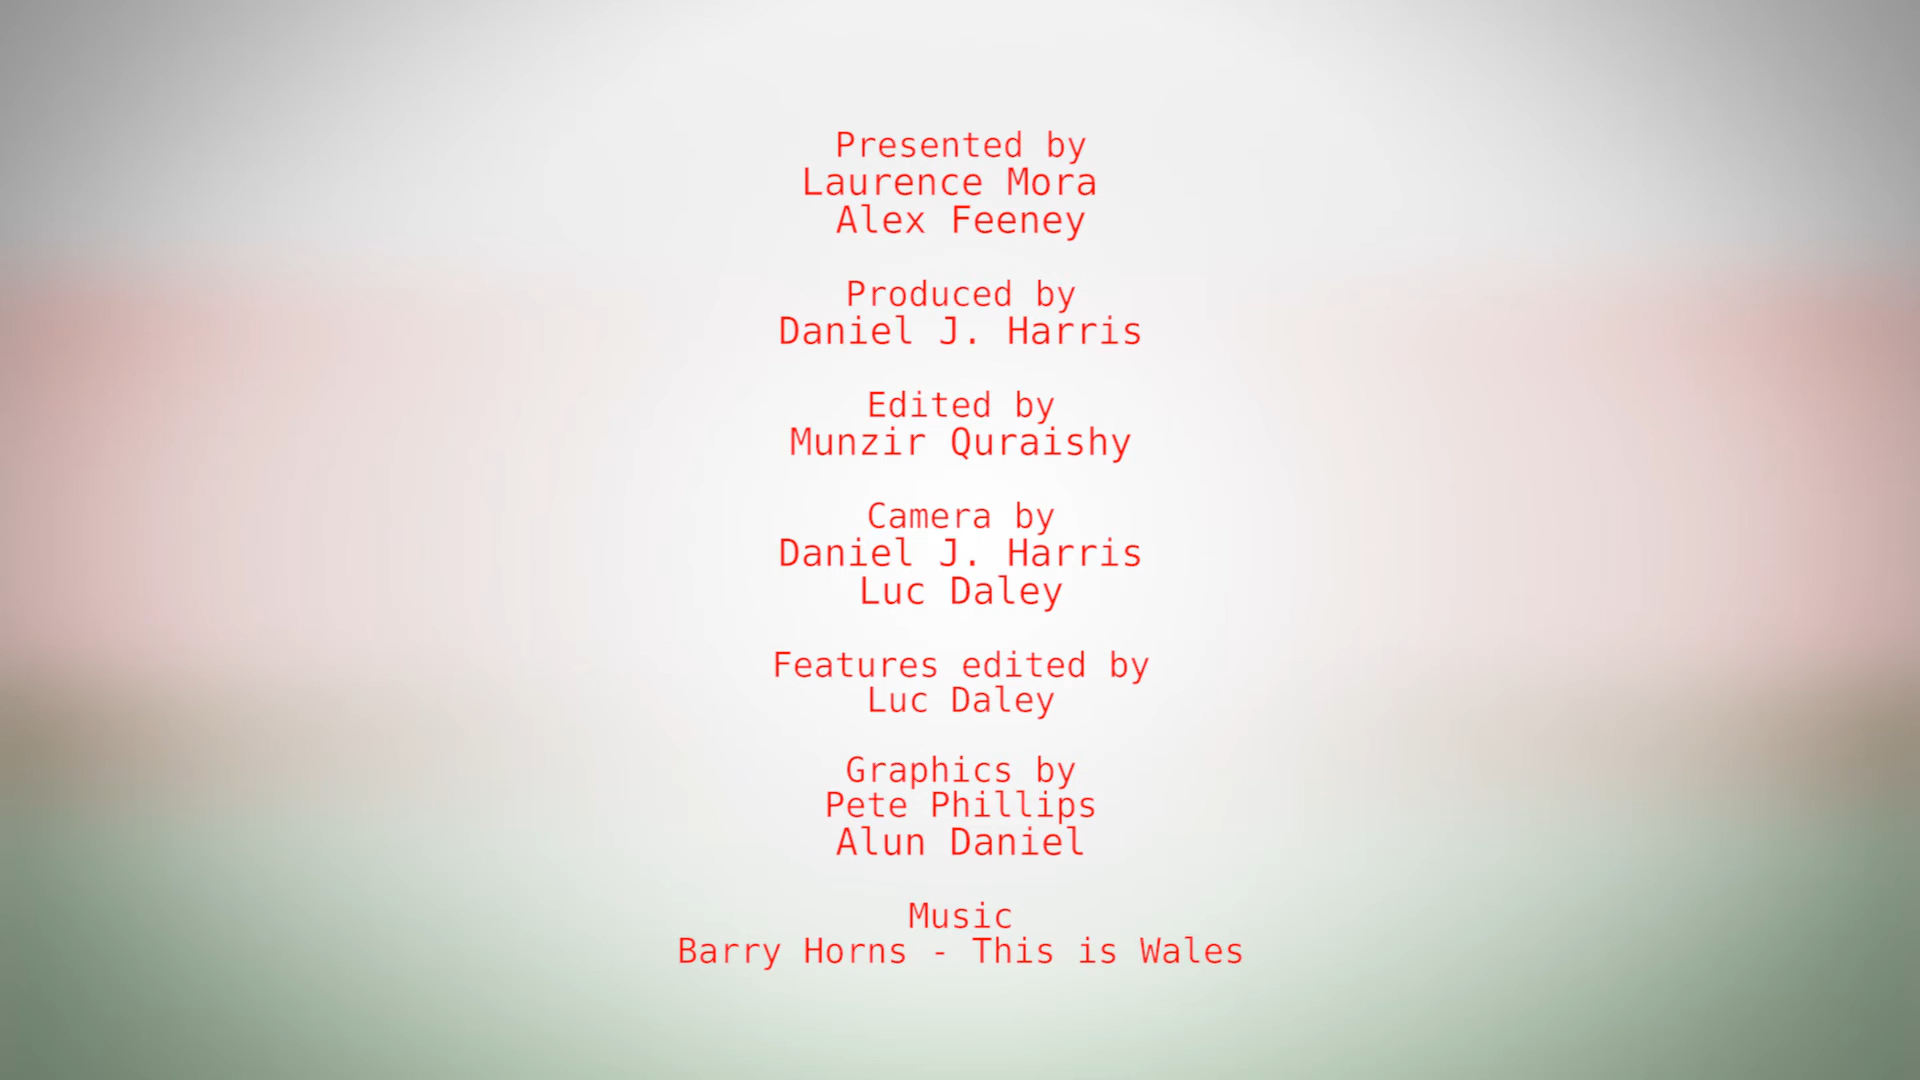 Presented by
Laurence Mora
Alex Feeney
Produced by
Daniel J. Harris
Edited by
Munzir Quraishy
Camera by
Daniel J. Harris
Luc Daley
Features edited by
Luc Daley
Graphics by
Pete Phillips
Alun Daniel
Music
Barry Horns - This is Wales